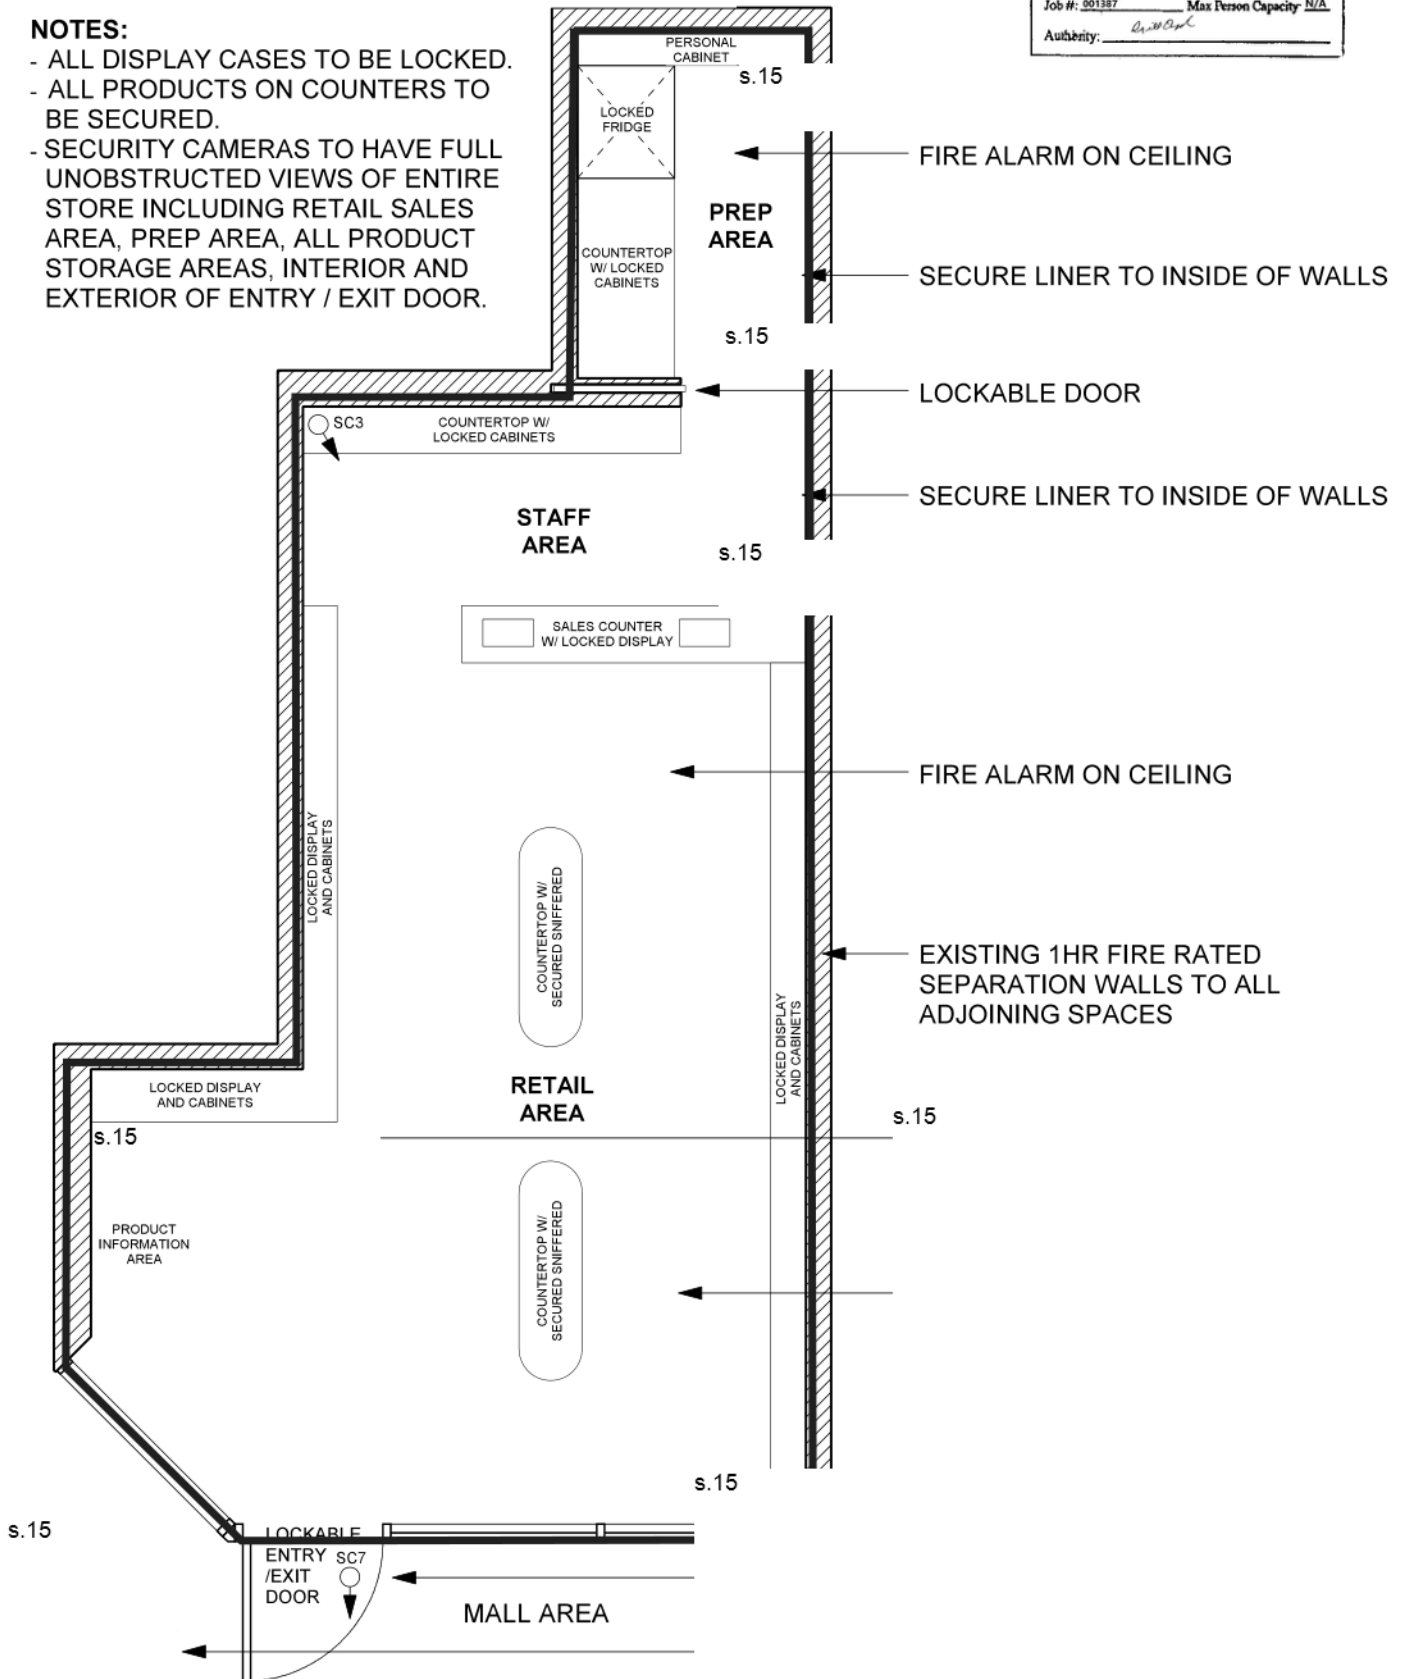 Job #: 001387 Max Person Capacity N/A
Authority:
NOTES:
- ALL DISPLAY CASES TO BE LOCKED.
- ALL PRODUCTS ON COUNTERS TO
BE SECURED.
- SECURITY CAMERAS TO HAVE FULL
UNOBSTRUCTED VIEWS OF ENTIRE
STORE INCLUDING RETAIL SALES
AREA, PREP AREA, ALL PRODUCT
STORAGE AREAS, INTERIOR AND
EXTERIOR OF ENTRY / EXIT DOOR.
PERSONAL
CABINET
s.15
LOCKED
FRIDGE
FIRE ALARM ON CEILING
PREP
AREA
COUNTERTOP
W/ LOCKED
CABINETS
SECURE LINER TO INSIDE OF WALLS
s.15
LOCKABLE DOOR
SC3
COUNTERTOP W/
LOCKED CABINETS
SECURE LINER TO INSIDE OF WALLS
STAFF
AREA
s.15
SALES COUNTER
W/ LOCKED DISPLAY
FIRE ALARM ON CEILING
LOCKED DISPLAY
AND CABINETS
COUNTERTOP W/
SECURED SNIFFERED
EXISTING 1HR FIRE RATED
SEPARATION WALLS TO ALL
ADJOINING SPACES
LOCKED DISPLAY
AND CABINETS
LOCKED DISPLAY
AND CABINETS
RETAIL
AREA
s.15
s.15
PRODUCT
INFORMATION
AREA
COUNTERTOP W/
SECURED SNIFFERED
s.15
s.15
LOCKABLE
ENTRY
/EXIT
DOOR
SC7
MALL AREA